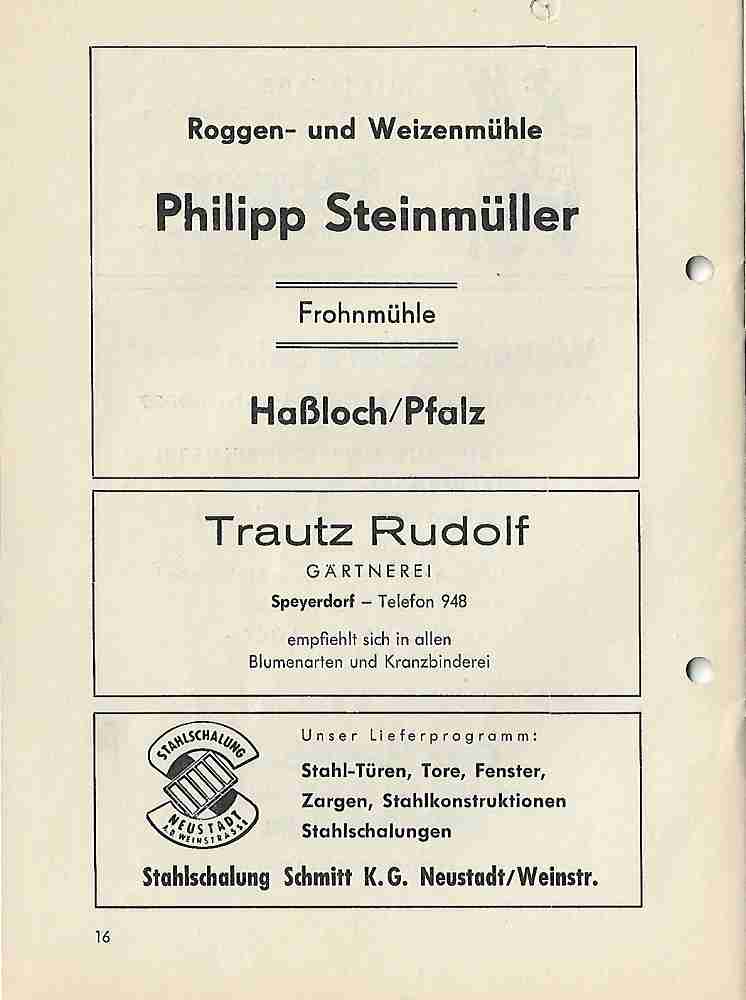 Roggen- und Weizenmühle
Philipp Steinmüller
Frohnmühle
Haßloch/Pfalz
Trautz Rudolf
GÄRTNEREI
Speyerdorf – Telefon 948
empfiehlt sich in allen
Blumenarten und Kranzbinderei
STAHLSCHALUNG
NEUSTADT
A.D. WEINSTRASSE
Unser Lieferprogramm:
Stahl-Türen, Tore, Fenster,
Zargen, Stahlkonstruktionen
Stahlschalungen
Stahlschalung Schmitt K.G. Neustadt/Weinstr.
16